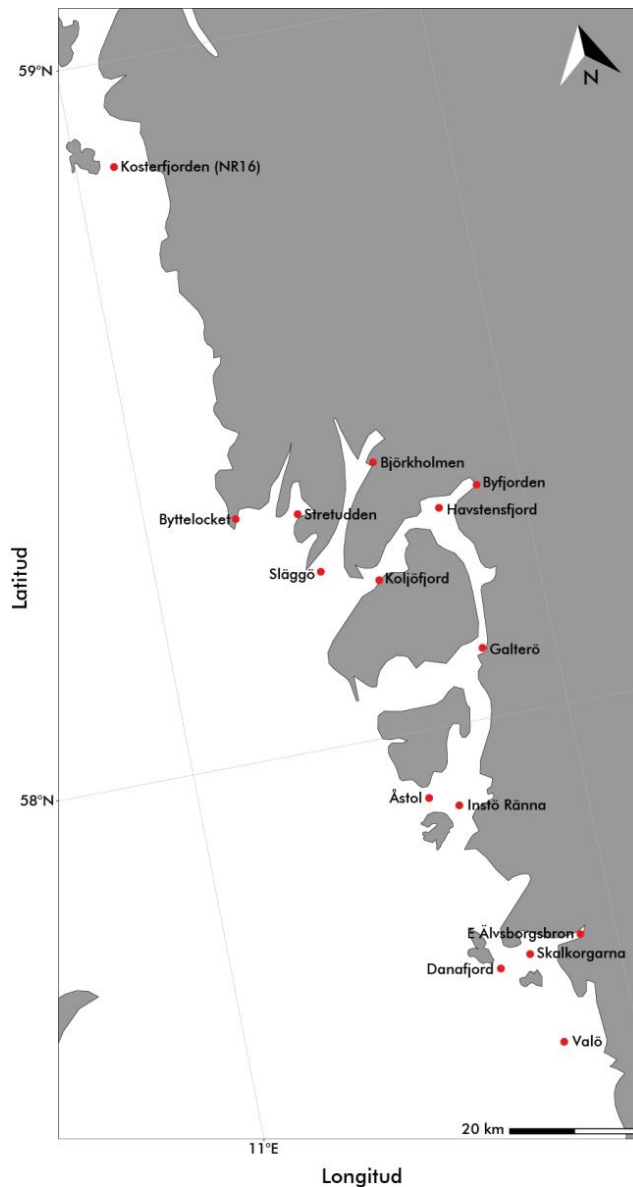 N
59°N
Kosterfjorden (NR16)
Björkholmen
Byfjorden
Havstensfjord
Stretudden
Byttelocket
Släggö
Koljöfjord
Latitud
Galterö
58°N
Åstol
Instö Ränna
E Älvsborgsbron
Skalkorgarna
Danafjord
Valö
20 km
11°E
Longitud